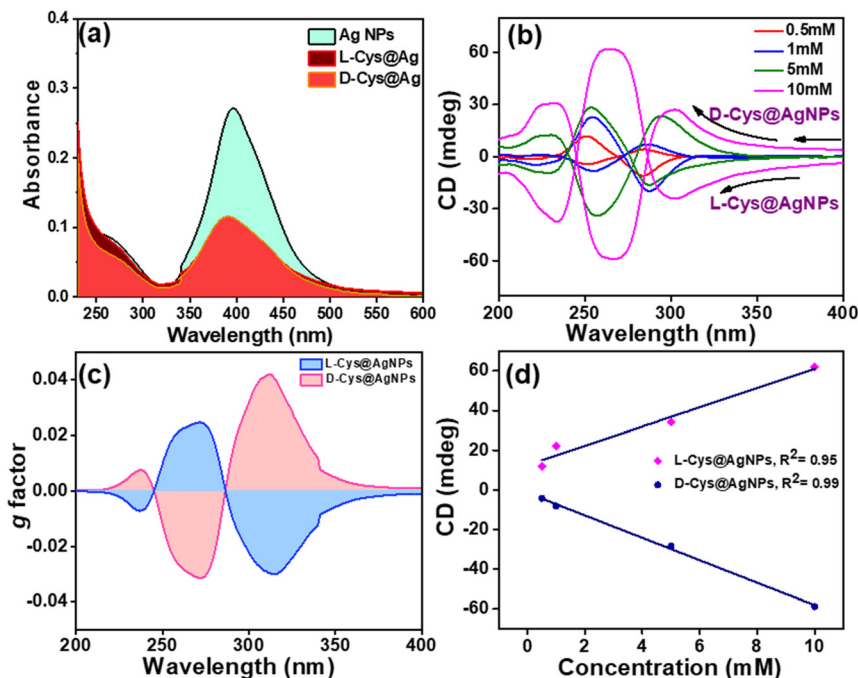 (a)
Ag NPs
L-Cys@Ag
D-Cys@Ag
0.4
0.3
0.2
0.1
0.0
Absorbance
250 300 350 400 450 500 550 600
Wavelength (nm)
(b)
0.5mM
1mM
5mM
10mM
D-Cys@AgNPs
L-Cys@AgNPs
60
30
0
-30
-60
CD (mdeg)
200 250 300 350 400
Wavelength (nm)
(c)
L-Cys@AgNPs
D-Cys@AgNPs
0.04
0.02
0.00
-0.02
-0.04
g factor
200 250 300 350 400
Wavelength (nm)
(d)
L-Cys@AgNPs, R²= 0.95
D-Cys@AgNPs, R²= 0.99
60
40
20
0
-20
-40
-60
CD (mdeg)
0 2 4 6 8 10
Concentration (mM)